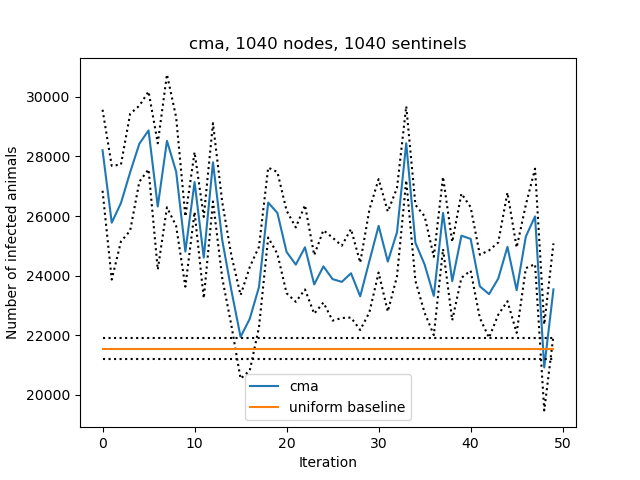 cma, 1040 nodes, 1040 sentinels
Number of infected animals
30000
28000
26000
24000
22000
20000
cma
uniform baseline
0 10 20 30 40 50
Iteration